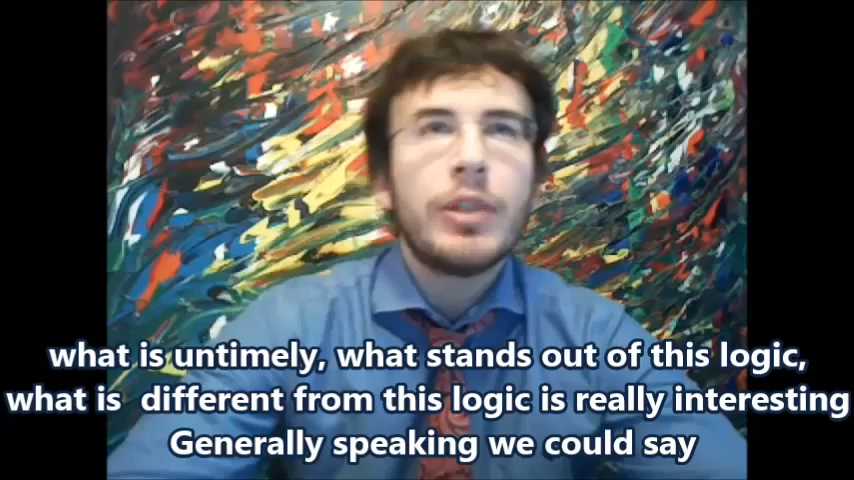 what is untimely, what stands out of this logic,
what is  different from this logic is really interesting
Generally speaking we could say